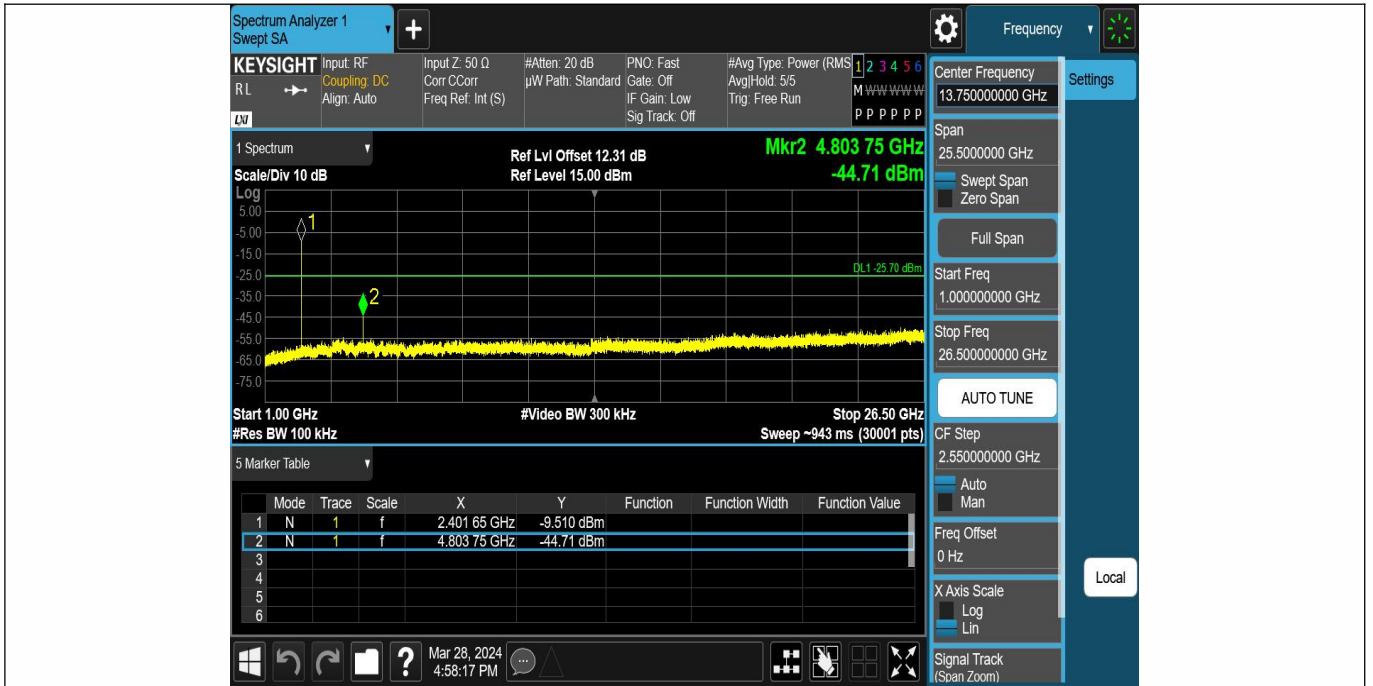 Spectrum Analyzer 1
Swept SA
+
Frequency
KEYSIGHT
RL
LXI
Input: RF
Coupling: DC
Align: Auto
Input Z: 50 Ω
Corr CCorr
Freq Ref: Int (S)
#Atten: 20 dB
µW Path: Standard
PNO: Fast
Gate: Off
IF Gain: Low
Sig Track: Off
#Avg Type: Power (RMS
Avg|Hold: 5/5
Trig: Free Run
1 2 3 4 5 6
M W W W W W
P P P P P P
1 Spectrum
Scale/Div 10 dB
Ref Lvl Offset 12.31 dB
Ref Level 15.00 dBm
Mkr2 4.803 75 GHz
-44.71 dBm
Log
5.00
-5.00
-15.0
-25.0
-35.0
-45.0
-55.0
-65.0
-75.0
1
2
DL1 -25.70 dBm
Start 1.00 GHz
#Video BW 300 kHz
Stop 26.50 GHz
#Res BW 100 kHz
Sweep ~943 ms (30001 pts)
5 Marker Table
Mode Trace Scale X Y Function Function Width Function Value
1 N 1 f 2.401 65 GHz -9.510 dBm
2 N 1 f 4.803 75 GHz -44.71 dBm
3
4
5
6
?
Mar 28, 2024
4:58:17 PM
Center Frequency
13.750000000 GHz
Settings
Span
25.5000000 GHz
Swept Span
Zero Span
Full Span
Start Freq
1.000000000 GHz
Stop Freq
26.500000000 GHz
AUTO TUNE
CF Step
2.550000000 GHz
Auto
Man
Freq Offset
0 Hz
X Axis Scale
Log
Lin
Local
Signal Track
(Span Zoom)